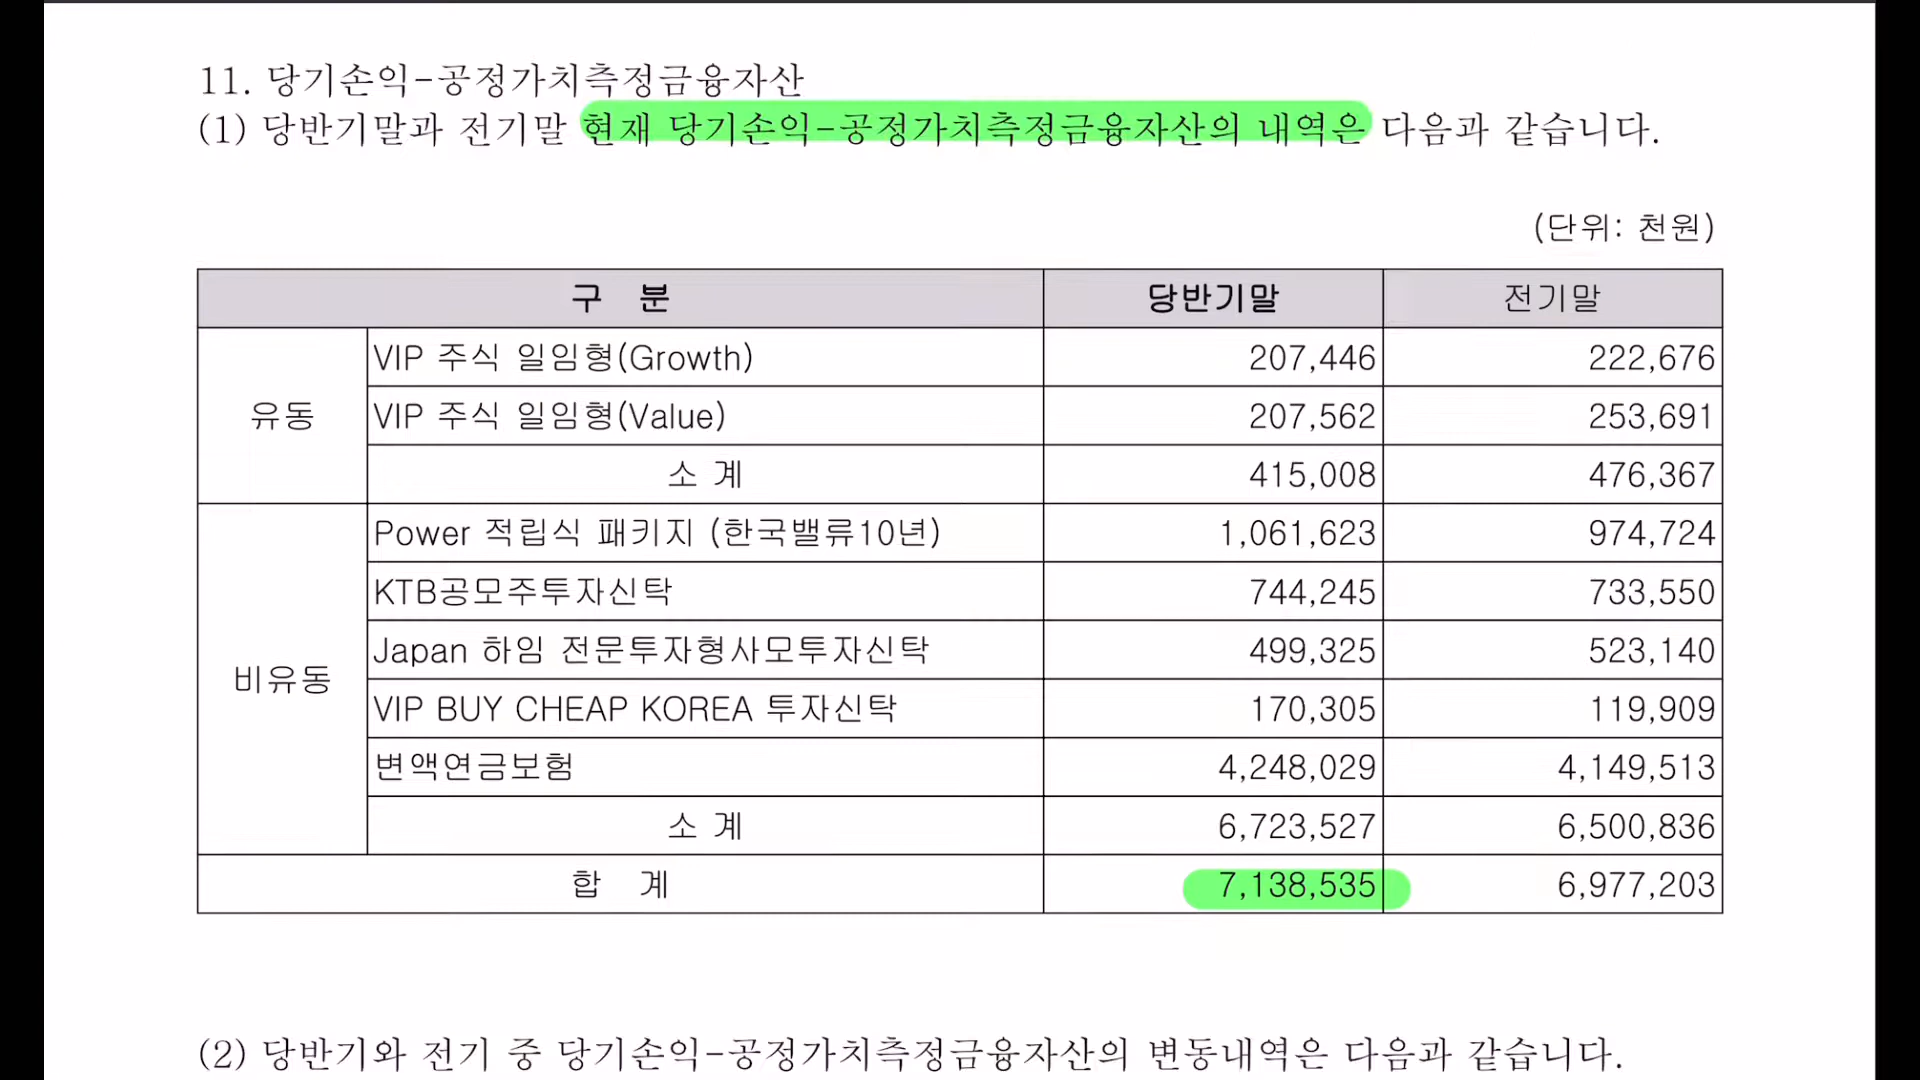 11. 당기손익-공정가치측정금융자산
(1) 당반기말과 전기말 현재 당기손익-공정가치측정금융자산의 내역은 다음과 같습니다.
(단위: 천원)
구 분 당반기말 전기말
유동
VIP 주식 일임형(Growth) 207,446 222,676
VIP 주식 일임형(Value) 207,562 253,691
소 계 415,008 476,367
비유동
Power 적립식 패키지 (한국밸류10년) 1,061,623 974,724
KTB공모주투자신탁 744,245 733,550
Japan 하임 전문투자형사모투자신탁 499,325 523,140
VIP BUY CHEAP KOREA 투자신탁 170,305 119,909
변액연금보험 4,248,029 4,149,513
소 계 6,723,527 6,500,836
합 계 7,138,535 6,977,203
(2) 당반기와 전기 중 당기손익-공정가치측정금융자산의 변동내역은 다음과 같습니다.